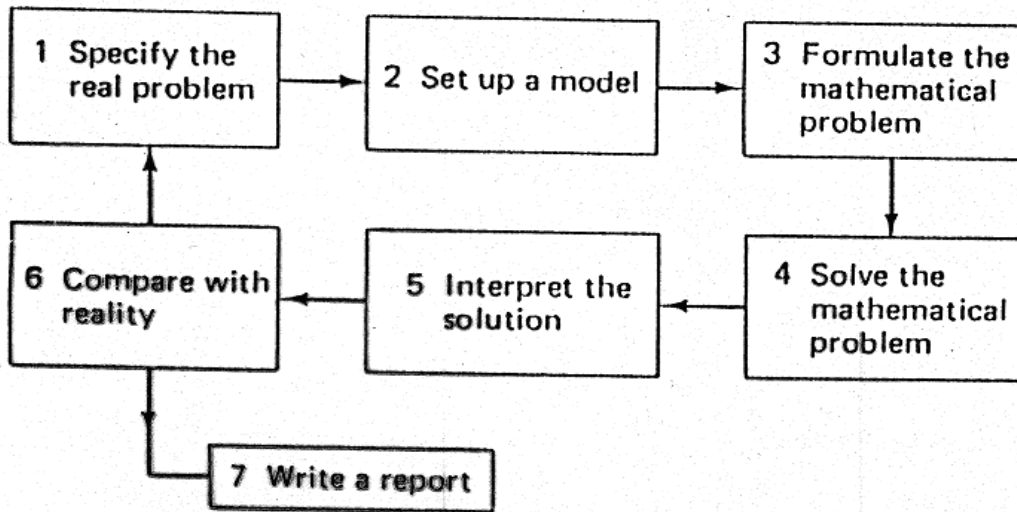 1 Specify the
real problem
2 Set up a model
3 Formulate the
mathematical
problem
4 Solve the
mathematical
problem
5 Interpret the
solution
6 Compare with
reality
7 Write a report